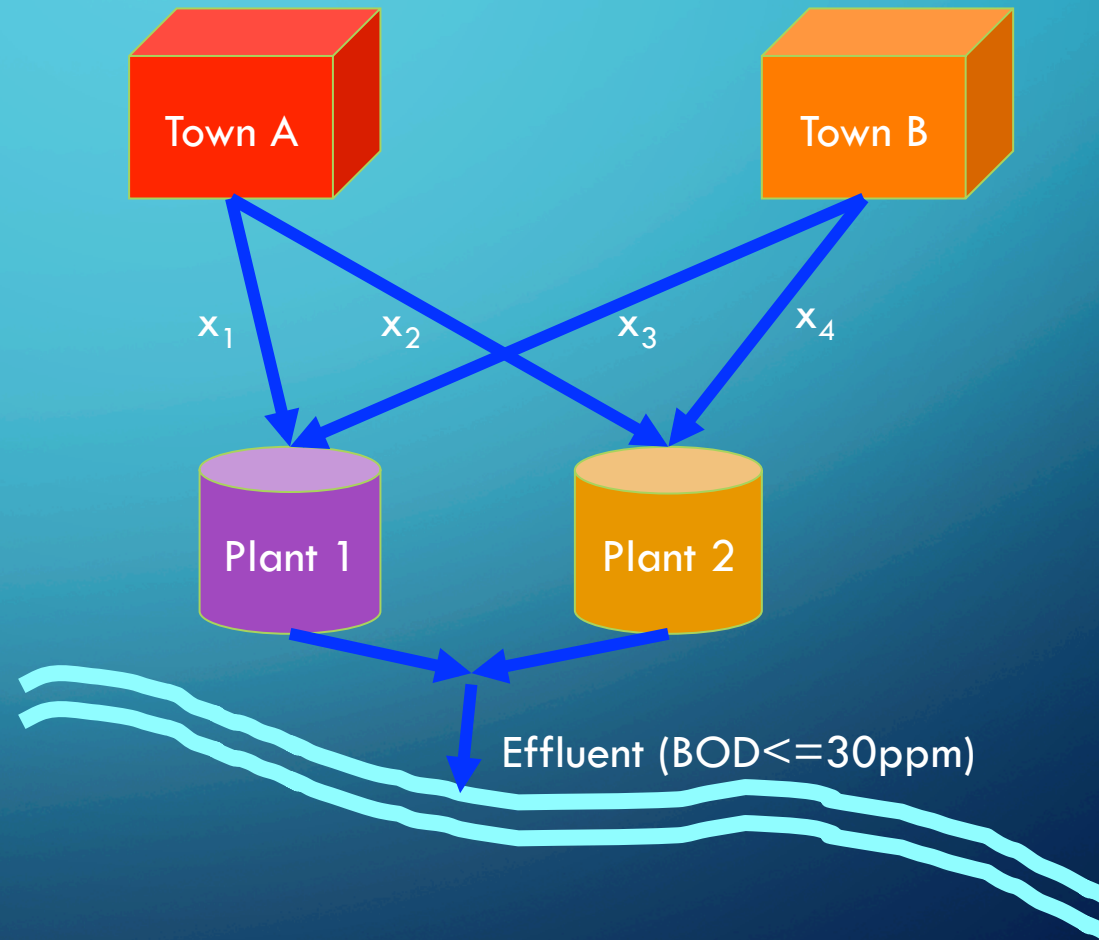 Town A
Town B
x₁
x₂
x₃
x₄
Plant 1
Plant 2
Effluent (BOD<=30ppm)